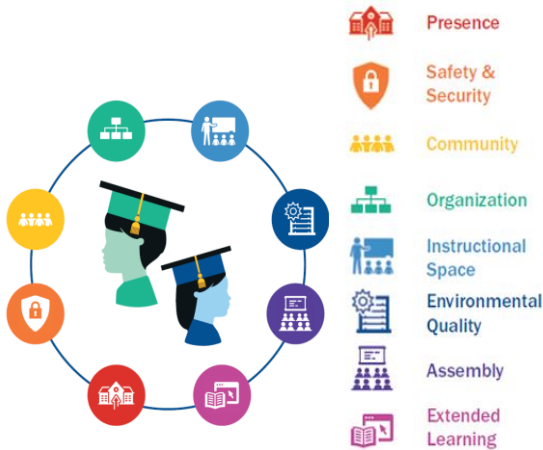 Presence
Safety &
Security
Community
Organization
Instructional
Space
Environmental
Quality
Assembly
Extended
Learning